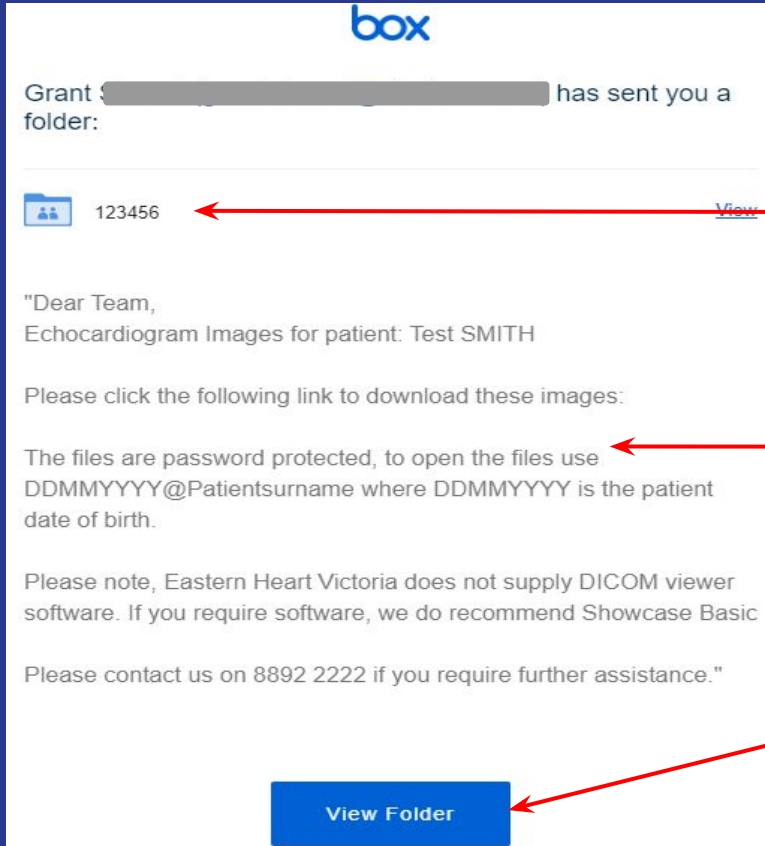 box
Grant has sent you a
folder:
123456 View
"Dear Team,
Echocardiogram Images for patient: Test SMITH
Please click the following link to download these images:
The files are password protected, to open the files use
DDMMYYYY@Patientsurname where DDMMYYYY is the patient
date of birth.
Please note, Eastern Heart Victoria does not supply DICOM viewer
software. If you require software, we do recommend Showcase Basic
Please contact us on 8892 2222 if you require further assistance."
View Folder